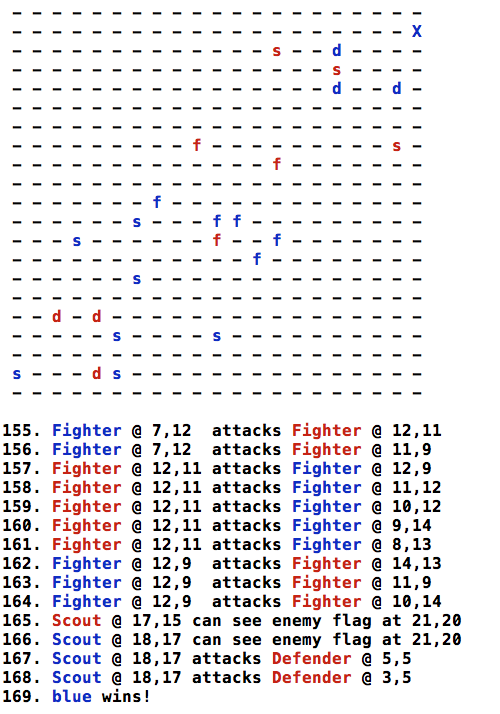 - - - - - - - - - - - - - - - - - - - - -
- - - - - - - - - - - - - - - - - - - - X
- - - - - - - - - - - - - s - - d - - - -
- - - - - - - - - - - - - - - - s - - - -
- - - - - - - - - - - - - - - - d - - d -
- - - - - - - - - - - - - - - - - - - - -
- - - - - - - - - - - - - - - - - - - - -
- - - - - - - - - f - - - - - - - - - s -
- - - - - - - - - - - - - f - - - - - - -
- - - - - - - - - - - - - - - - - - - - -
- - - - - - - f - - - - - - - - - - - - -
- - - - - - s - - - f f - - - - - - - - -
- - - s - - - - - - f - - f - - - - - - -
- - - - - - - - - - - - f - - - - - - - -
- - - - - - s - - - - - - - - - - - - - -
- - - - - - - - - - - - - - - - - - - - -
- - d - d - - - - - - - - - - - - - - - -
- - - - - s - - - - s - - - - - - - - - -
- - - - - - - - - - - - - - - - - - - - -
s - - - d s - - - - - - - - - - - - - - -
- - - - - - - - - - - - - - - - - - - - -
155. Fighter @ 7,12  attacks Fighter @ 12,11
156. Fighter @ 7,12  attacks Fighter @ 11,9
157. Fighter @ 12,11 attacks Fighter @ 12,9
158. Fighter @ 12,11 attacks Fighter @ 11,12
159. Fighter @ 12,11 attacks Fighter @ 10,12
160. Fighter @ 12,11 attacks Fighter @ 9,14
161. Fighter @ 12,11 attacks Fighter @ 8,13
162. Fighter @ 12,9  attacks Fighter @ 14,13
163. Fighter @ 12,9  attacks Fighter @ 11,9
164. Fighter @ 12,9  attacks Fighter @ 10,14
165. Scout @ 17,15 can see enemy flag at 21,20
166. Scout @ 18,17 can see enemy flag at 21,20
167. Scout @ 18,17 attacks Defender @ 5,5
168. Scout @ 18,17 attacks Defender @ 3,5
169. blue wins!